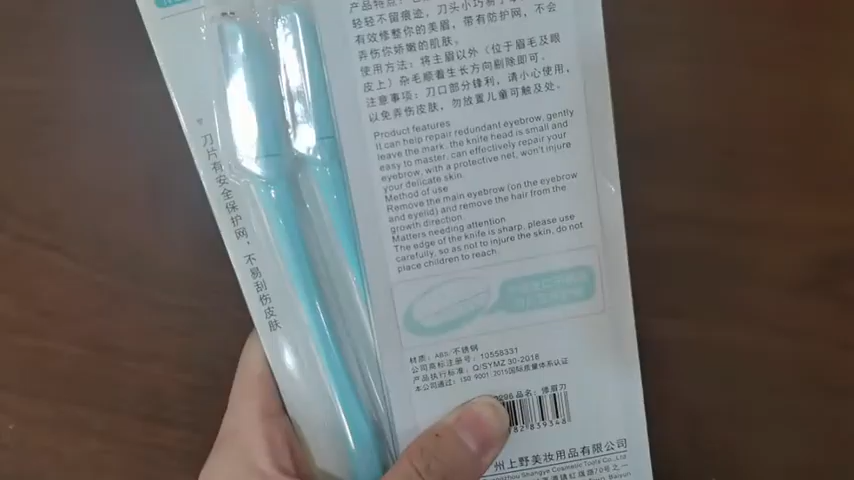 轻轻不留痕迹，刀头小巧易于
有效修整你的美眉，带有防护网，不会
弄伤你娇嫩的肌肤。
使用方法：将主眉以外（位于眉毛及眼
皮上）杂毛顺着生长方向剔除即可．
注意事项：刀口部分锋利，请小心使用，
以免弄伤皮肤，勿放置儿童可触及处．
Product features
It can help repair redundant eyebrow, gently
leave the mark, the knife head is small and
easy to master, can effectively repair your
eyebrow, with a protective net, won't injure
your delicate skin.
Method of use
Remove the main eyebrow (on the eyebrow
and eyelid) and remove the hair from the
growth direction.
Matters needing attention
The edge of the knife is sharp, please use
carefully, so as not to injure the skin, do not
place children to reach.
刀片有安全保护网，不易刮伤皮肤
材质：ABS/不锈钢
公司商标注册号：10558331
产品执行标准：Q/SYMZ 30-2018
本公司通过：ISO 9001:2015国际质量体系认证
品名：修眉刀
82839348
州上野美妆用品有限公司
Shangye Cosmetic Tools Co.,Ltd